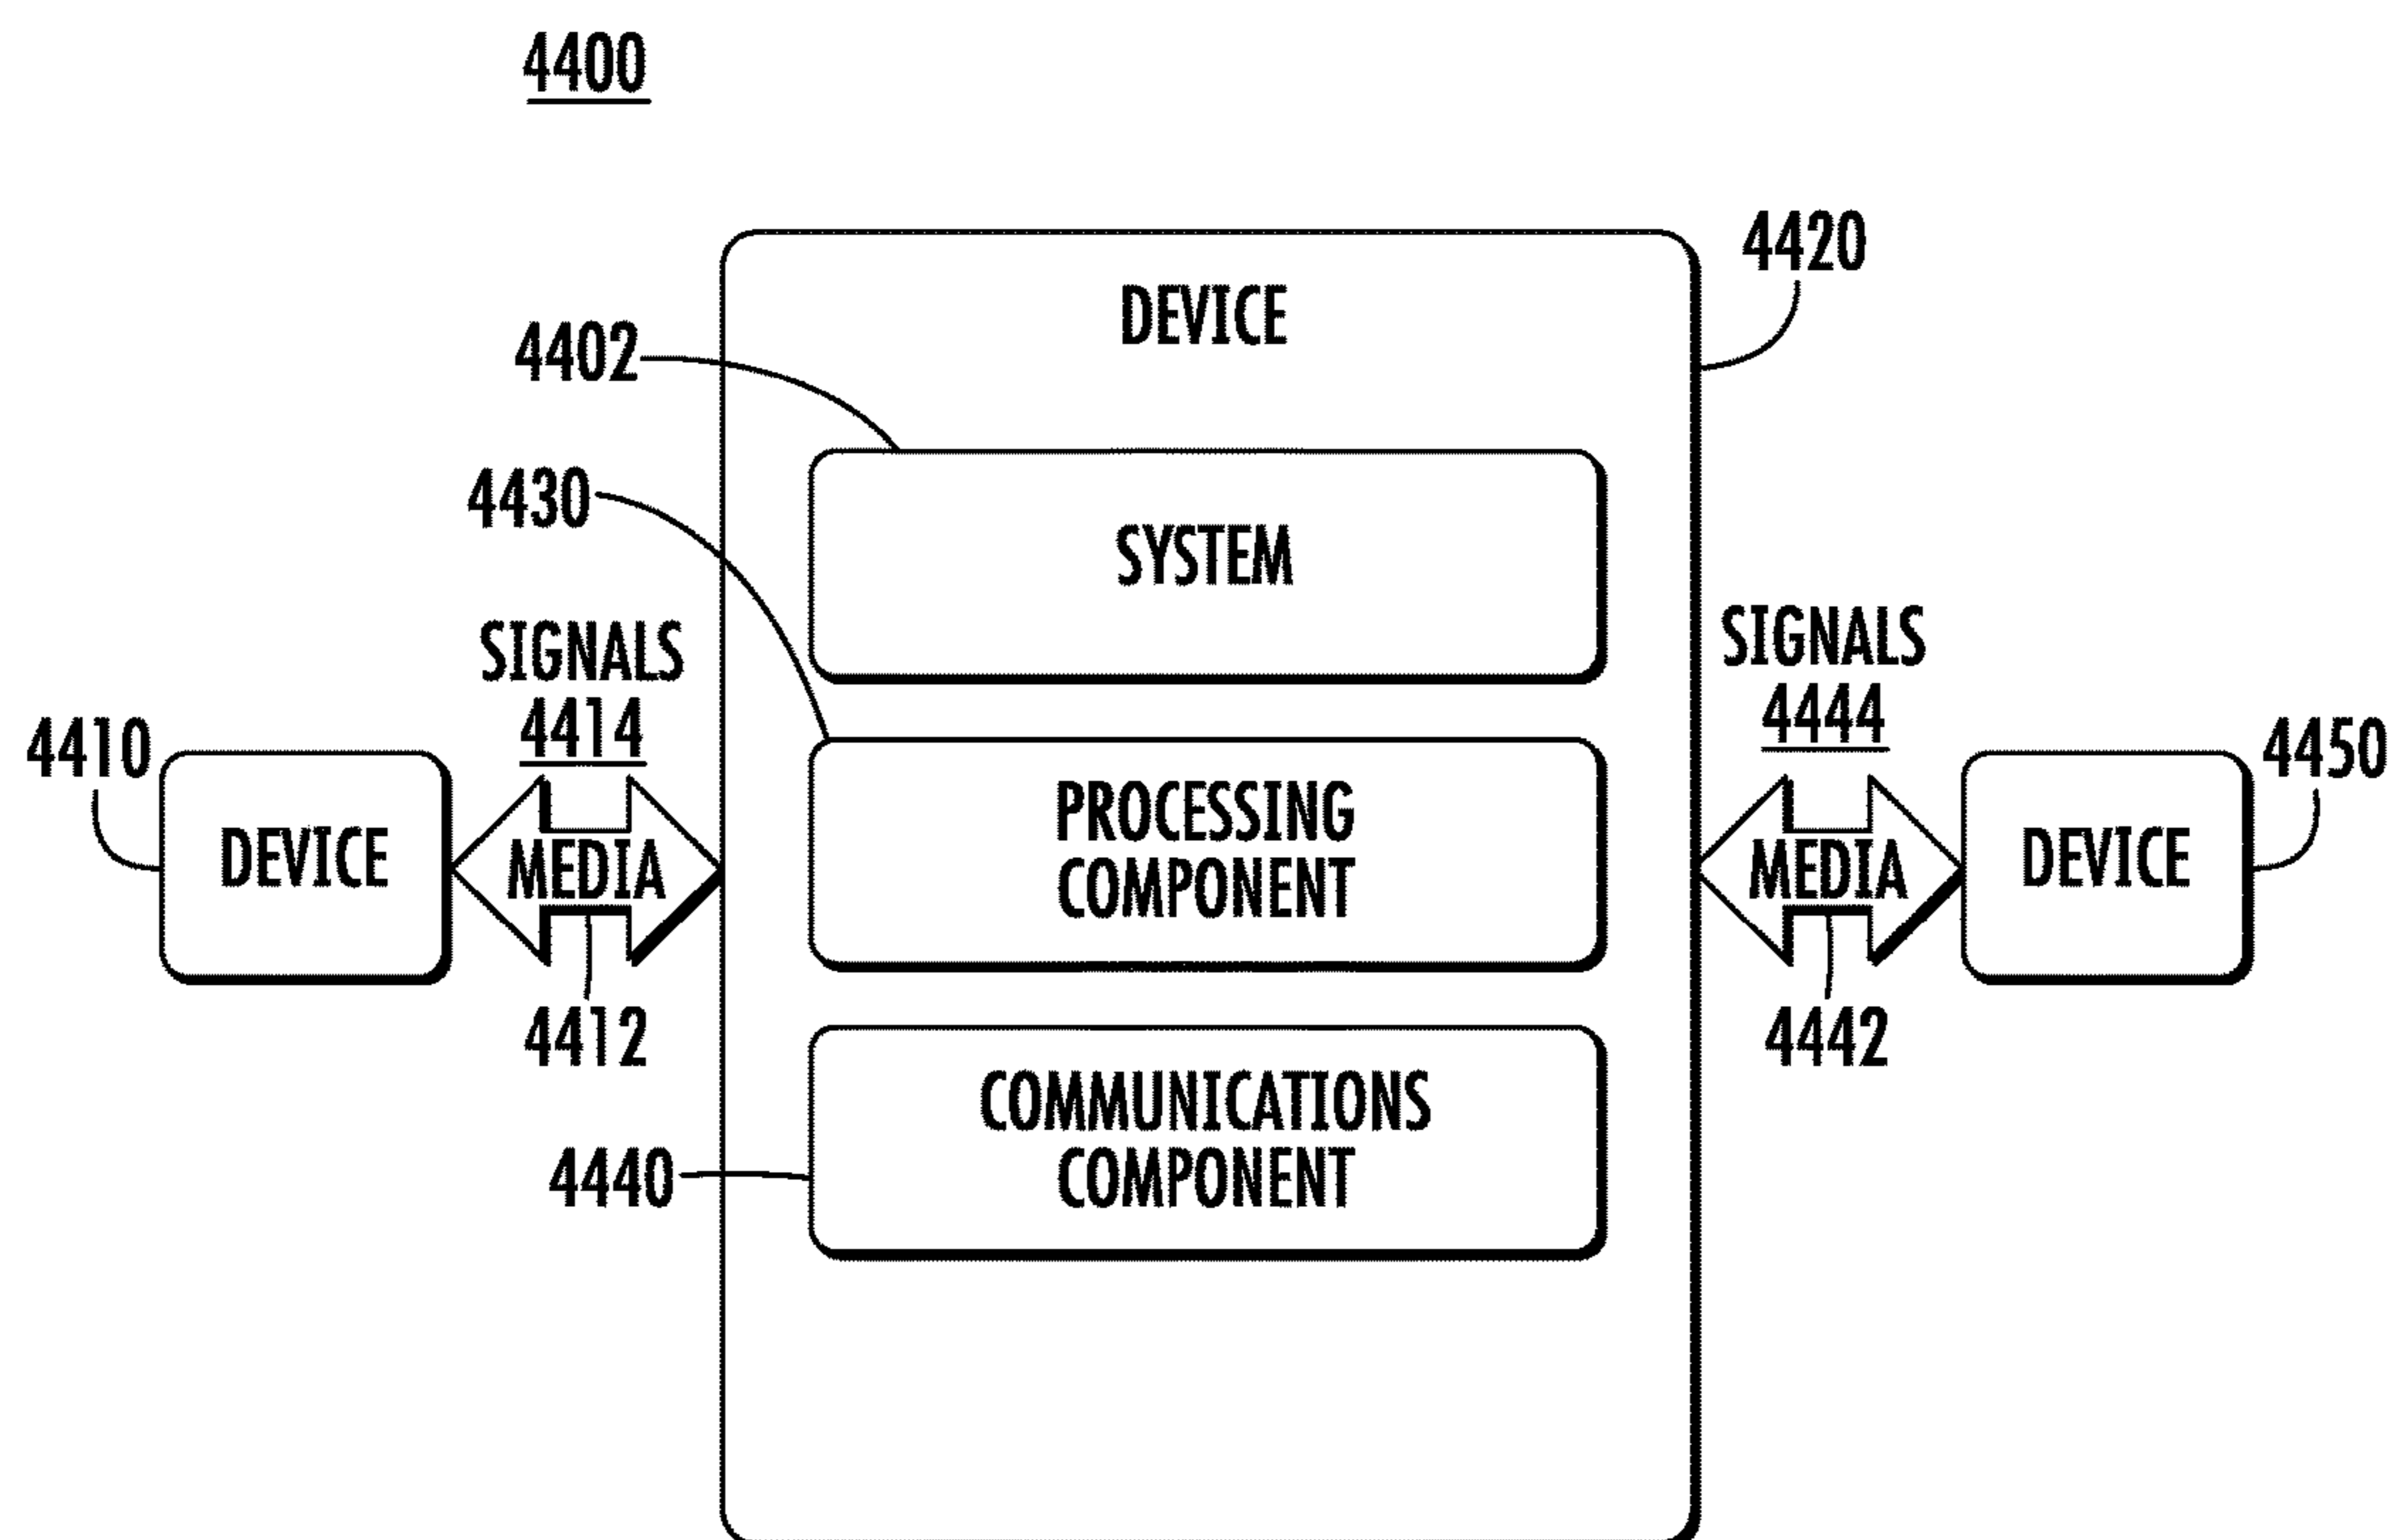 4400
4420
DEVICE
4402
4430
SYSTEM
SIGNALS
4414
SIGNALS
4444
4410
4450
DEVICE
MEDIA
PROCESSING
COMPONENT
MEDIA
DEVICE
4412
4442
COMMUNICATIONS
COMPONENT
4440